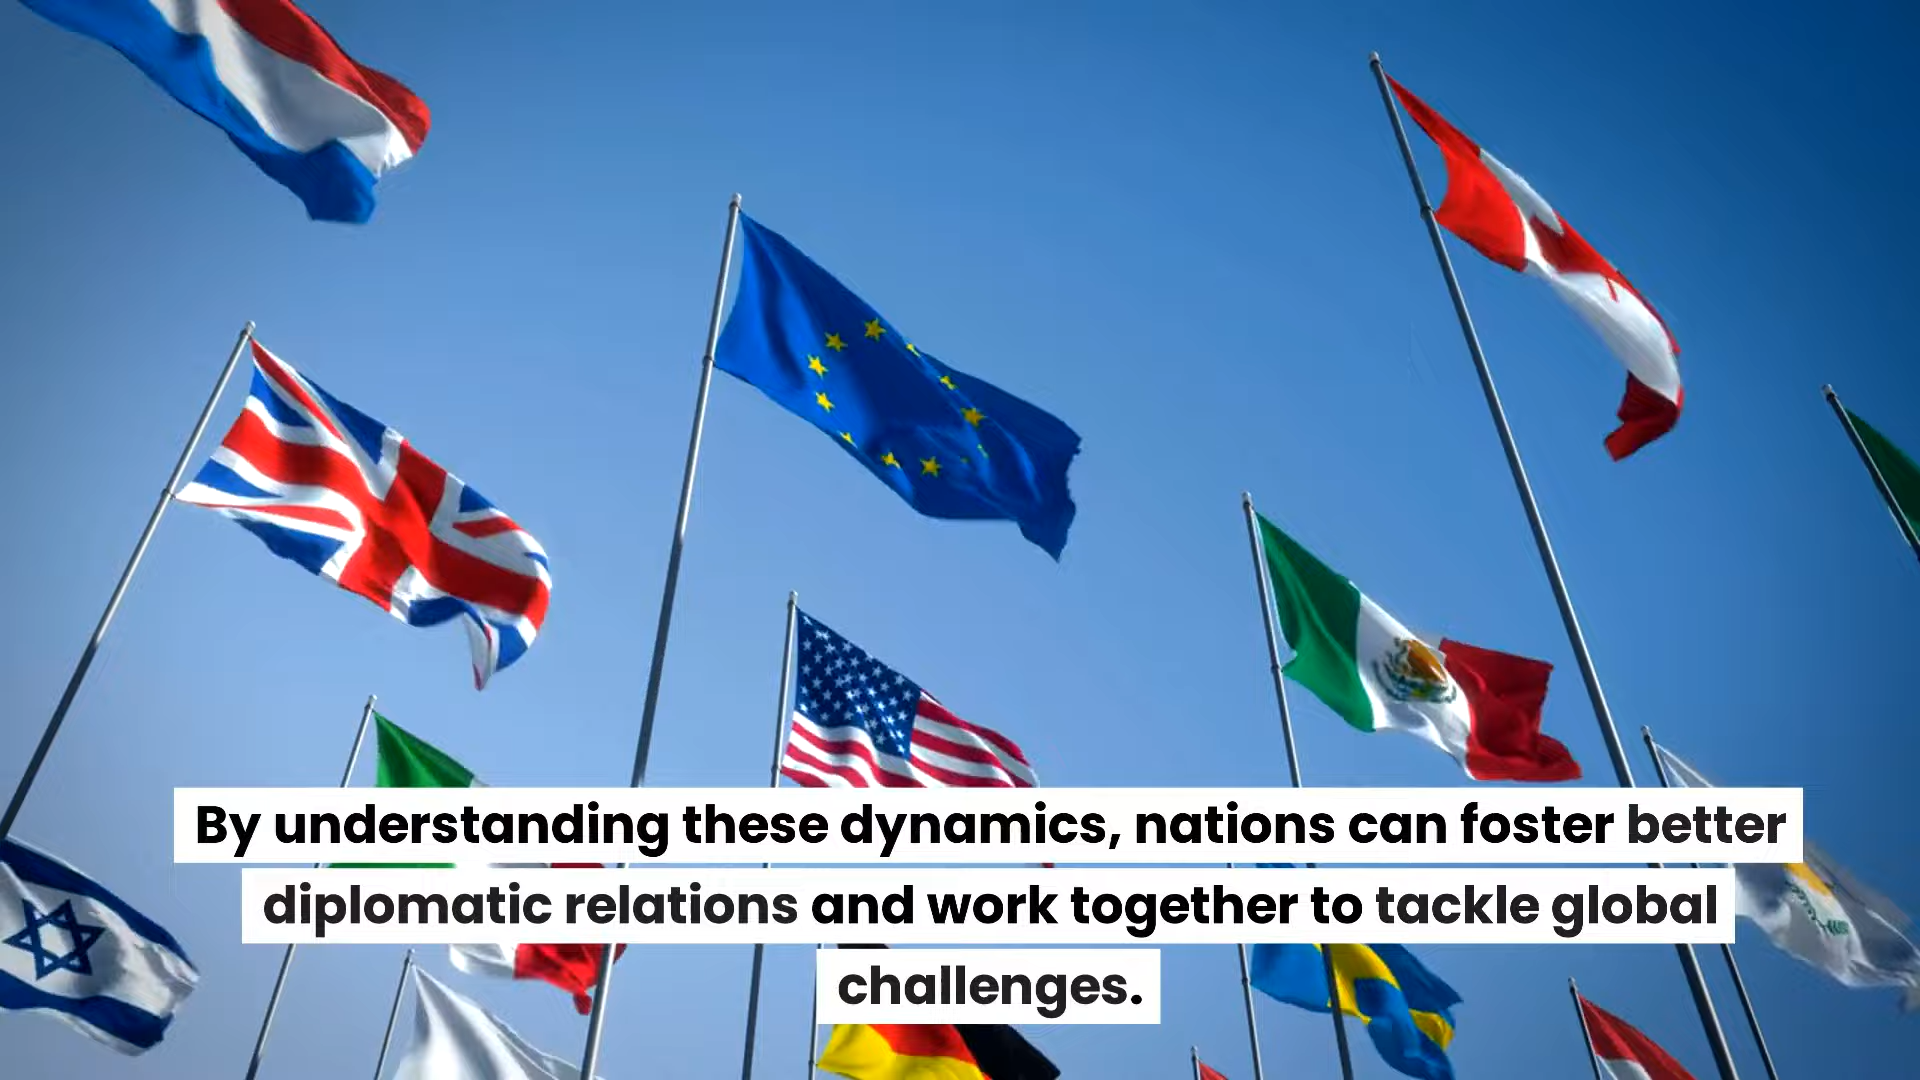 By understanding these dynamics, nations can foster better
diplomatic relations and work together to tackle global
challenges.